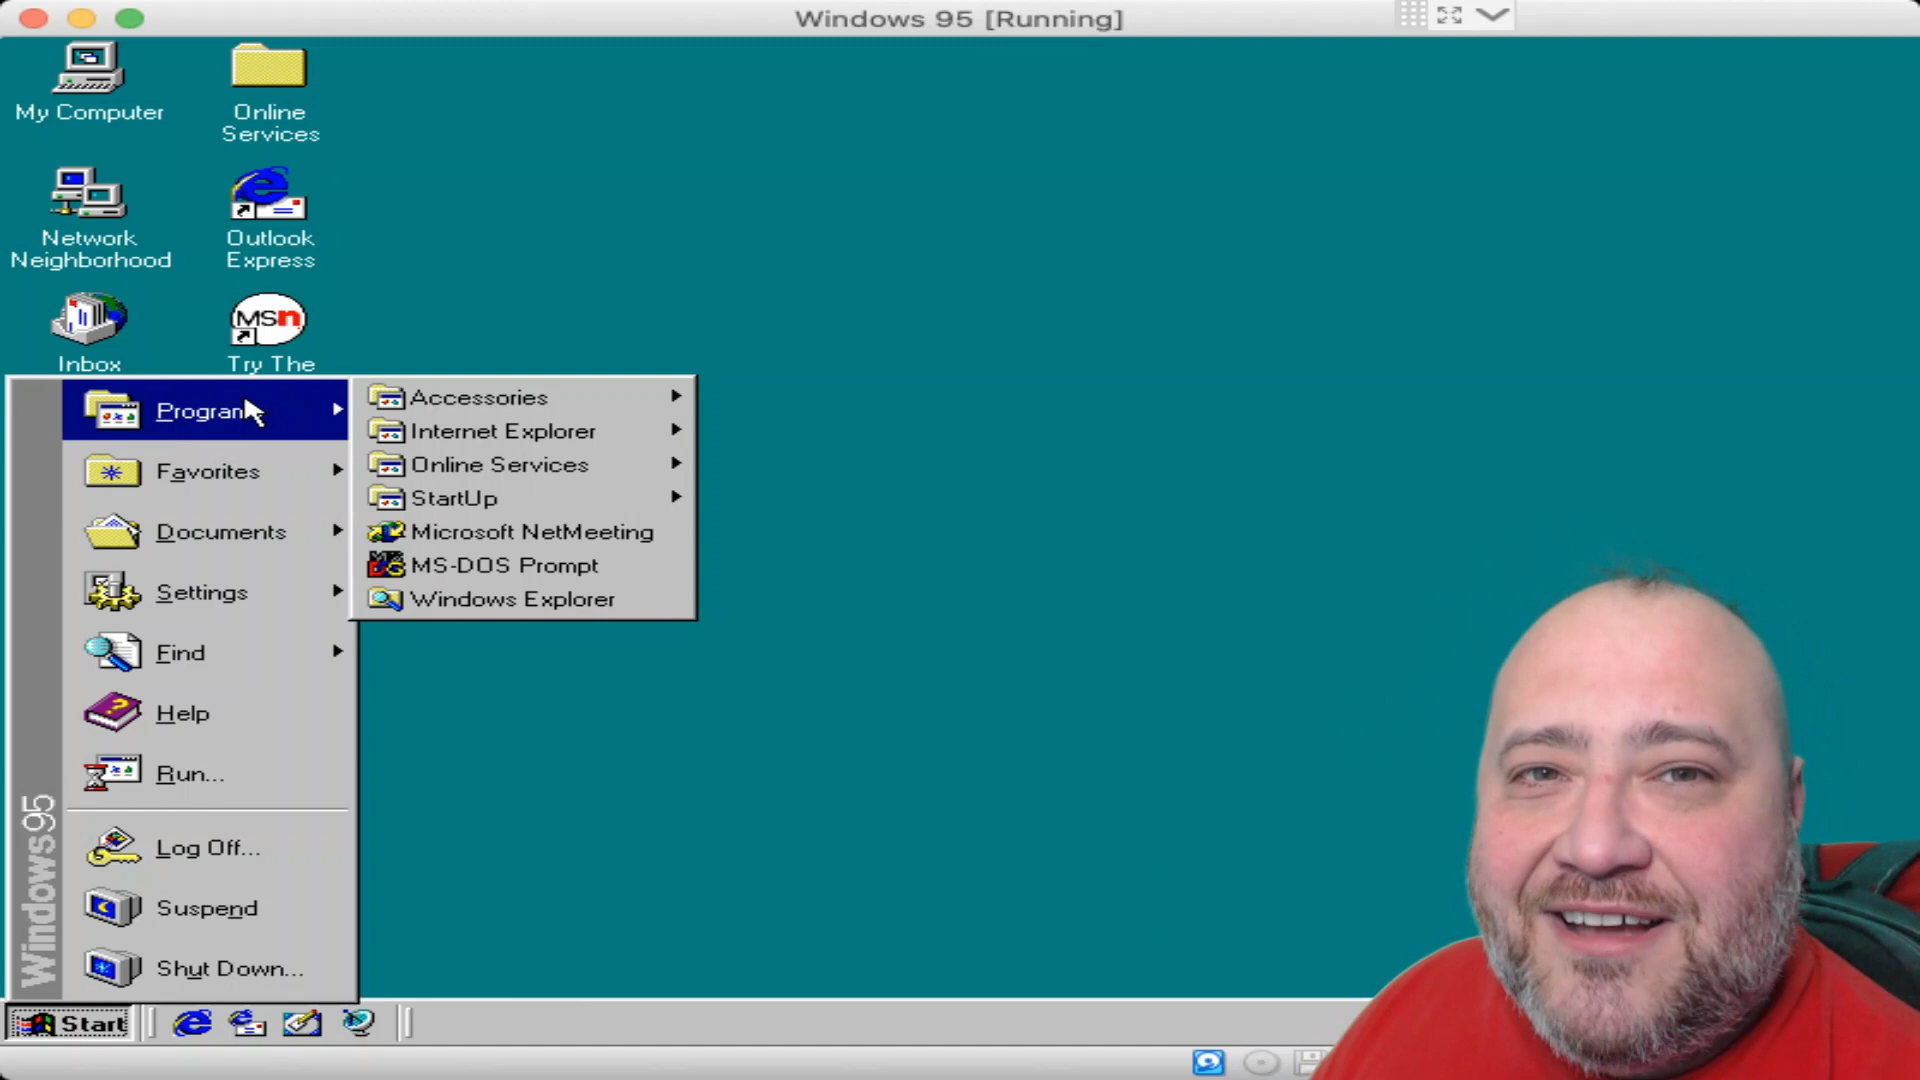 Windows 95 [Running]
My Computer
Online
Services
Network
Neighborhood
Outlook
Express
Inbox
MSn
Try The
Programs
Favorites
Documents
Settings
Find
Help
Run...
Log Off...
Suspend
Shut Down...
Accessories
Internet Explorer
Online Services
StartUp
Microsoft NetMeeting
MS-DOS Prompt
Windows Explorer
Windows95
Start